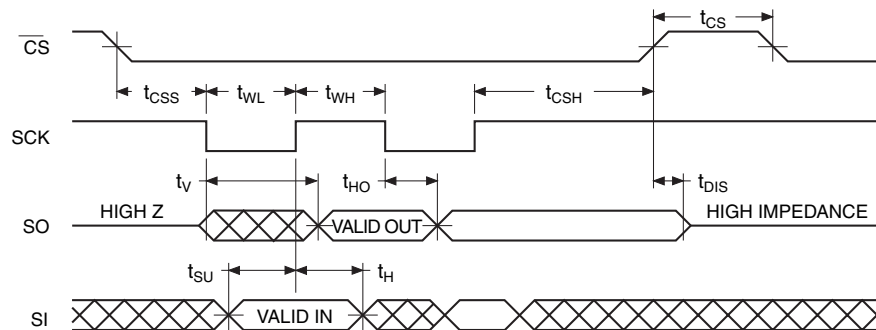 t_CS
C̅S̅
t_CSS t_WL t_WH t_CSH
SCK
t_V t_HO t_DIS
HIGH Z VALID OUT HIGH IMPEDANCE
SO
t_SU t_H
SI VALID IN